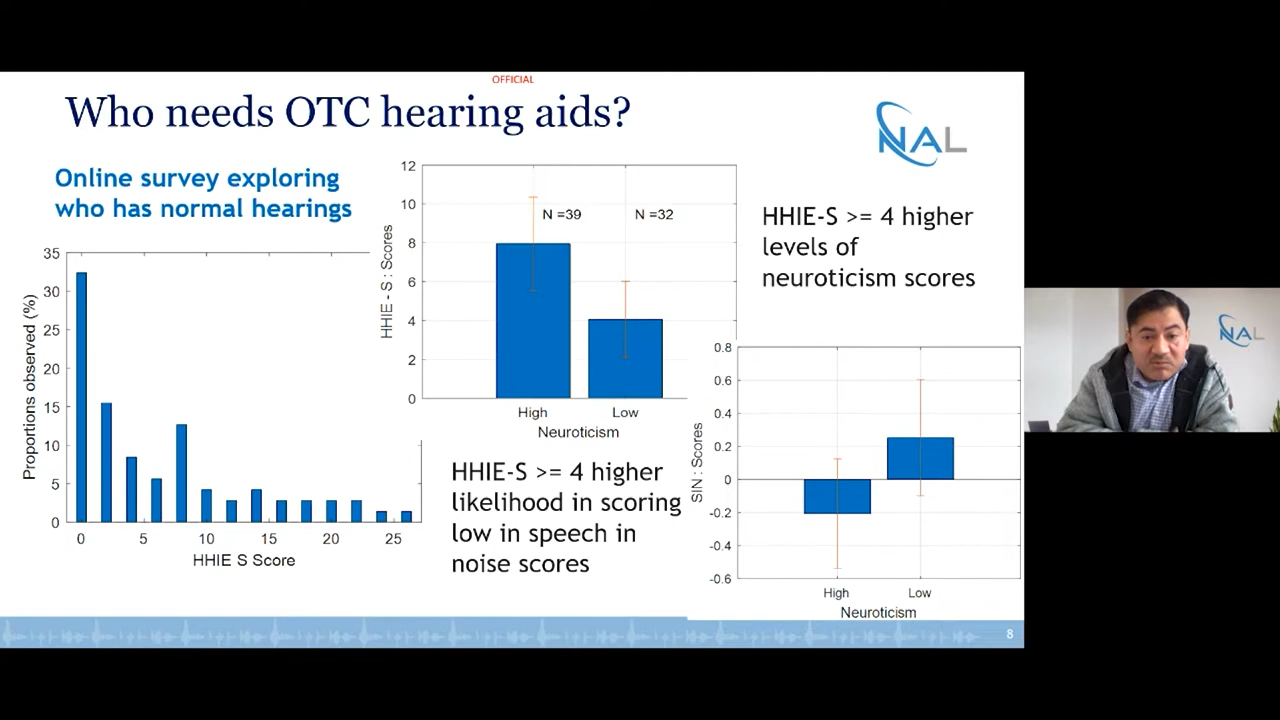 OFFICIAL
Who needs OTC hearing aids?
NAL
Online survey exploring
who has normal hearings
35
30
25
20
15
10
5
0
Proportions observed (%)
0 5 10 15 20 25
HHIE S Score
12
10
8
6
4
2
0
HHIE - S : Scores
N =39 N =32
High Low
Neuroticism
HHIE-S >= 4 higher
levels of
neuroticism scores
HHIE-S >= 4 higher
likelihood in scoring
low in speech in
noise scores
0.8
0.6
0.4
0.2
0
-0.2
-0.4
-0.6
SIN : Scores
High Low
Neuroticism
8
NAL